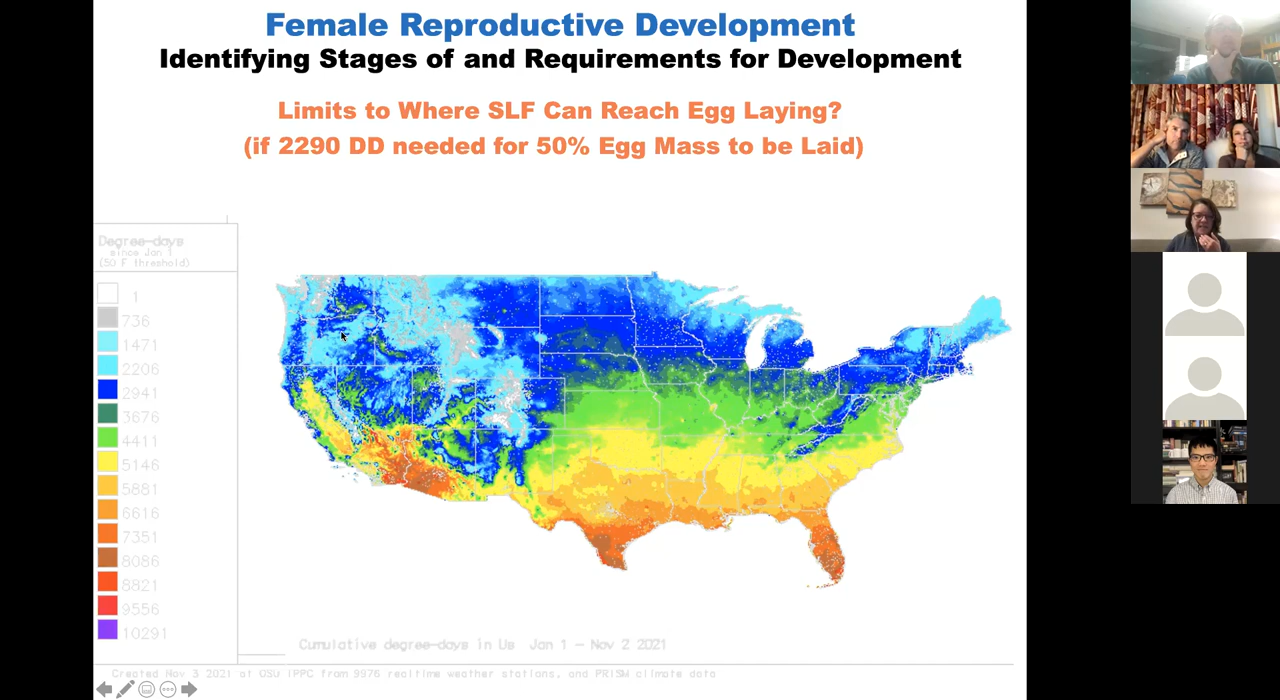 Female Reproductive Development
Identifying Stages of and Requirements for Development
Limits to Where SLF Can Reach Egg Laying?
(if 2290 DD needed for 50% Egg Mass to be Laid)
Degree-days
since Jan 1
(50 F threshold)
1
736
1471
2206
2941
3676
4411
5146
5881
6616
7351
8086
8821
9556
10291
Cumulative degree-days in Us Jan 1 - Nov 2 2021
Created Nov 3 2021 at OSU IPPC from 9976 realtime weather stations, and PRISM climate data